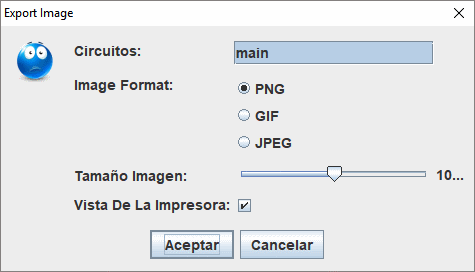 Export Image
Circuitos: main
Image Format: PNG
GIF
JPEG
Tamaño Imagen: 10...
Vista De La Impresora:
Aceptar Cancelar